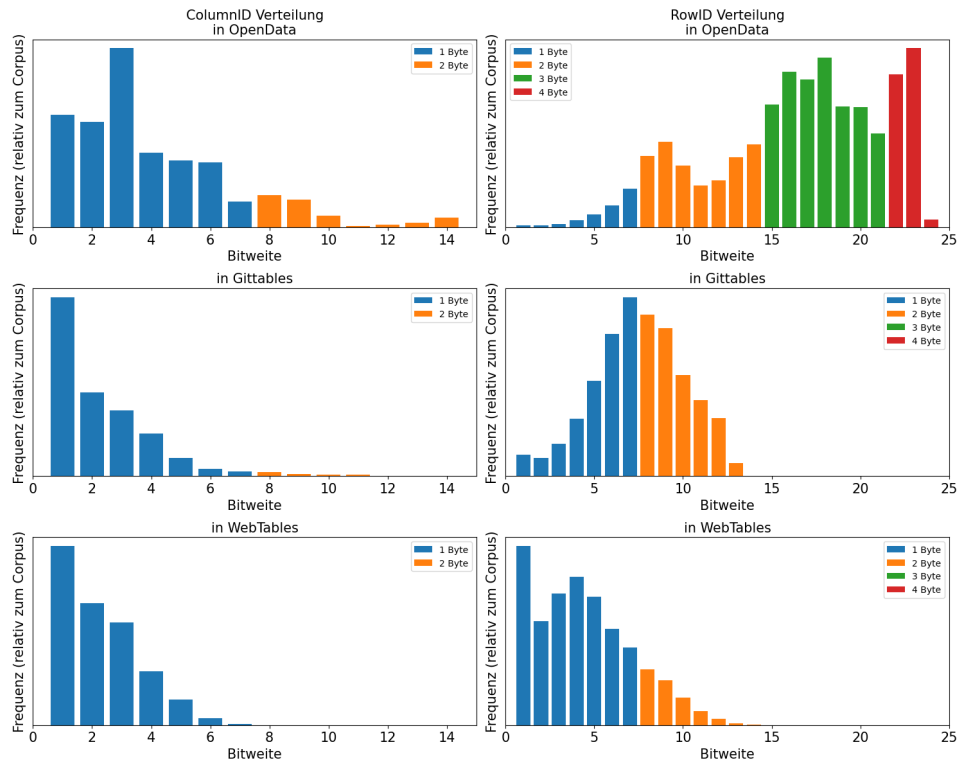 ColumnID Verteilung
in OpenData
Frequenz (relativ zum Corpus)
1 Byte
2 Byte
0 2 4 6 8 10 12 14
Bitweite
RowID Verteilung
in OpenData
Frequenz (relativ zum Corpus)
1 Byte
2 Byte
3 Byte
4 Byte
0 5 10 15 20 25
Bitweite
in Gittables
Frequenz (relativ zum Corpus)
1 Byte
2 Byte
0 2 4 6 8 10 12 14
Bitweite
in Gittables
Frequenz (relativ zum Corpus)
1 Byte
2 Byte
3 Byte
4 Byte
0 5 10 15 20 25
Bitweite
in WebTables
Frequenz (relativ zum Corpus)
1 Byte
2 Byte
0 2 4 6 8 10 12 14
Bitweite
in WebTables
Frequenz (relativ zum Corpus)
1 Byte
2 Byte
3 Byte
4 Byte
0 5 10 15 20 25
Bitweite